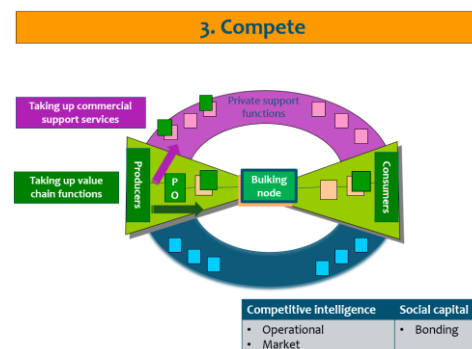 3. Compete
Private support
functions
Taking up commercial
support services
Taking up value
chain functions
Producers
P
O
Bulking
node
Consumers
Competitive intelligence
Social capital
• Operational
• Bonding
• Market